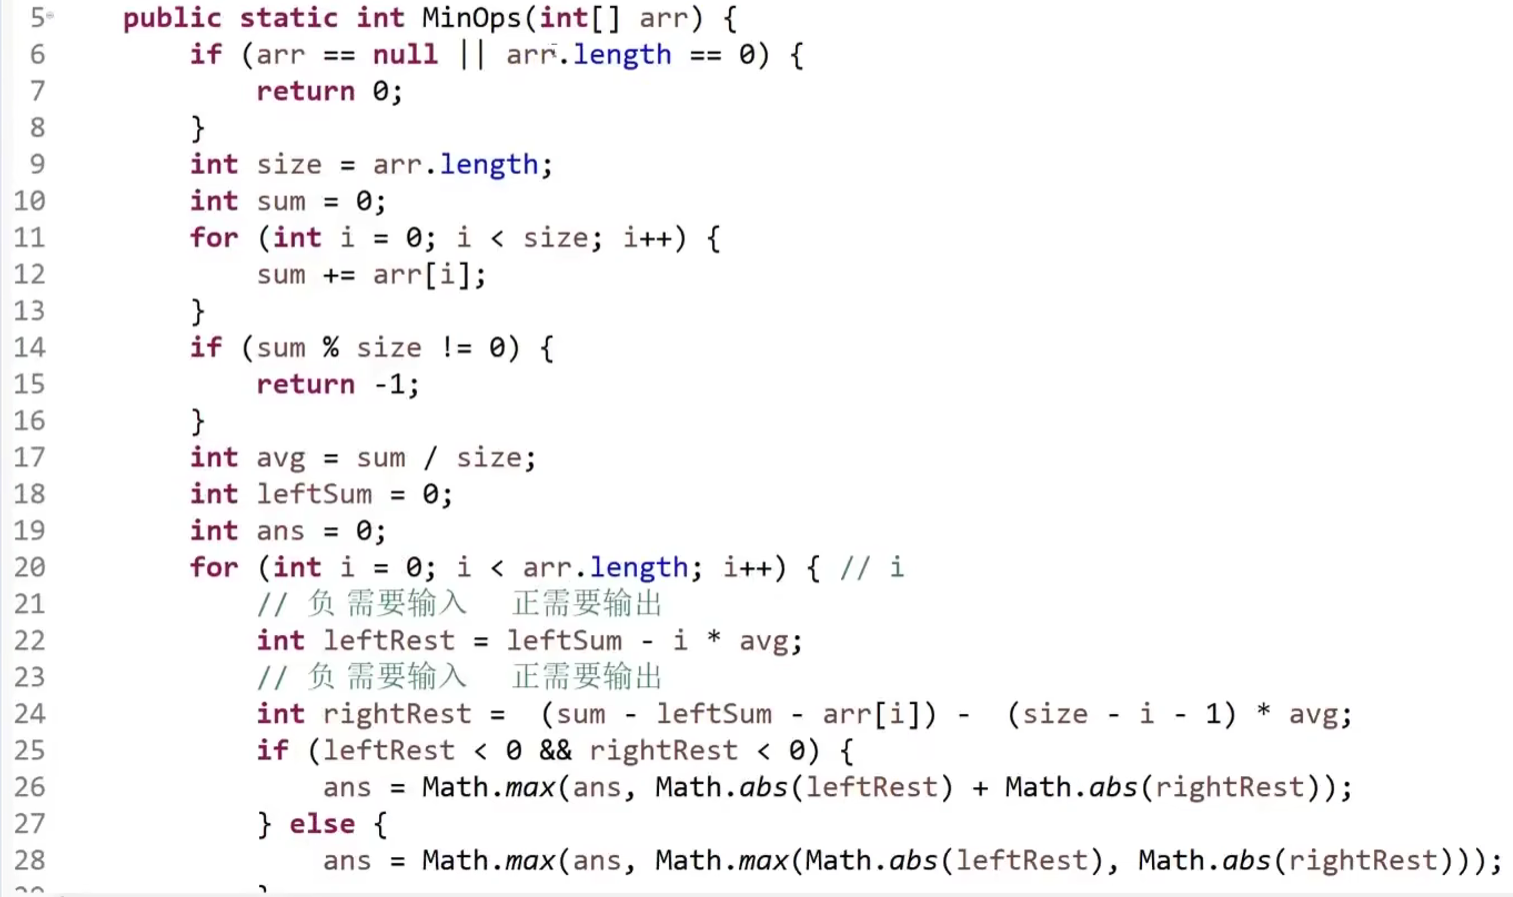 5 public static int MinOps(int[] arr) {
6 if (arr == null || arr.length == 0) {
7 return 0;
8 }
9 int size = arr.length;
10 int sum = 0;
11 for (int i = 0; i < size; i++) {
12 sum += arr[i];
13 }
14 if (sum % size != 0) {
15 return -1;
16 }
17 int avg = sum / size;
18 int leftSum = 0;
19 int ans = 0;
20 for (int i = 0; i < arr.length; i++) { // i
21 // 负 需要输入 正需要输出
22 int leftRest = leftSum - i * avg;
23 // 负 需要输入 正需要输出
24 int rightRest = (sum - leftSum - arr[i]) - (size - i - 1) * avg;
25 if (leftRest < 0 && rightRest < 0) {
26 ans = Math.max(ans, Math.abs(leftRest) + Math.abs(rightRest));
27 } else {
28 ans = Math.max(ans, Math.max(Math.abs(leftRest), Math.abs(rightRest)));